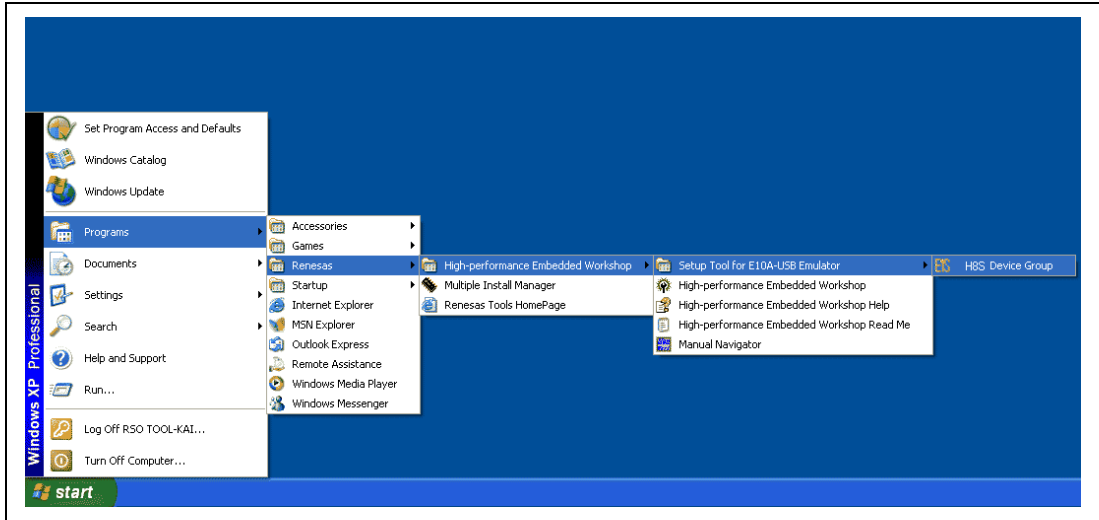 Set Program Access and Defaults
Windows Catalog
Windows Update
Programs
Documents
Settings
Search
Help and Support
Run...
Log Off RSO TOOL-KAI...
Turn Off Computer...
Windows XP Professional
start
Accessories
Games
Renesas
Startup
Internet Explorer
MSN Explorer
Outlook Express
Remote Assistance
Windows Media Player
Windows Messenger
High-performance Embedded Workshop
Multiple Install Manager
Renesas Tools HomePage
Setup Tool for E10A-USB Emulator
High-performance Embedded Workshop
High-performance Embedded Workshop Help
High-performance Embedded Workshop Read Me
Manual Navigator
H8S Device Group